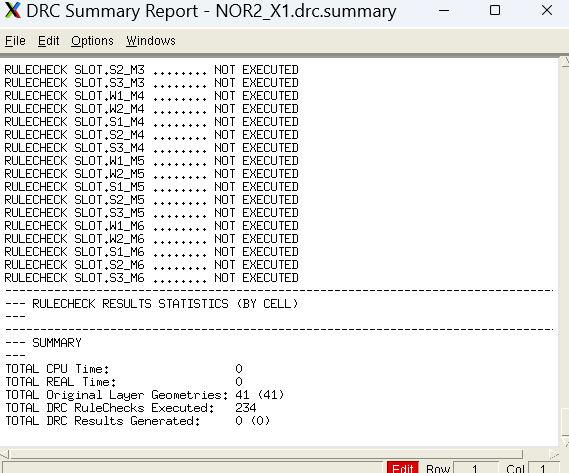 DRC Summary Report - NOR2_X1.drc.summary
File Edit Options Windows
RULECHECK SLOT.S2_M3 ........ NOT EXECUTED
RULECHECK SLOT.S3_M3 ........ NOT EXECUTED
RULECHECK SLOT.W1_M4 ........ NOT EXECUTED
RULECHECK SLOT.W2_M4 ........ NOT EXECUTED
RULECHECK SLOT.S1_M4 ........ NOT EXECUTED
RULECHECK SLOT.S2_M4 ........ NOT EXECUTED
RULECHECK SLOT.S3_M4 ........ NOT EXECUTED
RULECHECK SLOT.W1_M5 ........ NOT EXECUTED
RULECHECK SLOT.W2_M5 ........ NOT EXECUTED
RULECHECK SLOT.S1_M5 ........ NOT EXECUTED
RULECHECK SLOT.S2_M5 ........ NOT EXECUTED
RULECHECK SLOT.S3_M5 ........ NOT EXECUTED
RULECHECK SLOT.W1_M6 ........ NOT EXECUTED
RULECHECK SLOT.W2_M6 ........ NOT EXECUTED
RULECHECK SLOT.S1_M6 ........ NOT EXECUTED
RULECHECK SLOT.S2_M6 ........ NOT EXECUTED
RULECHECK SLOT.S3_M6 ........ NOT EXECUTED
----------------------------------------------------------------------------------
--- RULECHECK RESULTS STATISTICS (BY CELL)
---
----------------------------------------------------------------------------------
--- SUMMARY
---
TOTAL CPU Time: 0
TOTAL REAL Time: 0
TOTAL Original Layer Geometries: 41 (41)
TOTAL DRC RuleChecks Executed: 234
TOTAL DRC Results Generated: 0 (0)
Edit Row 1 Col 1